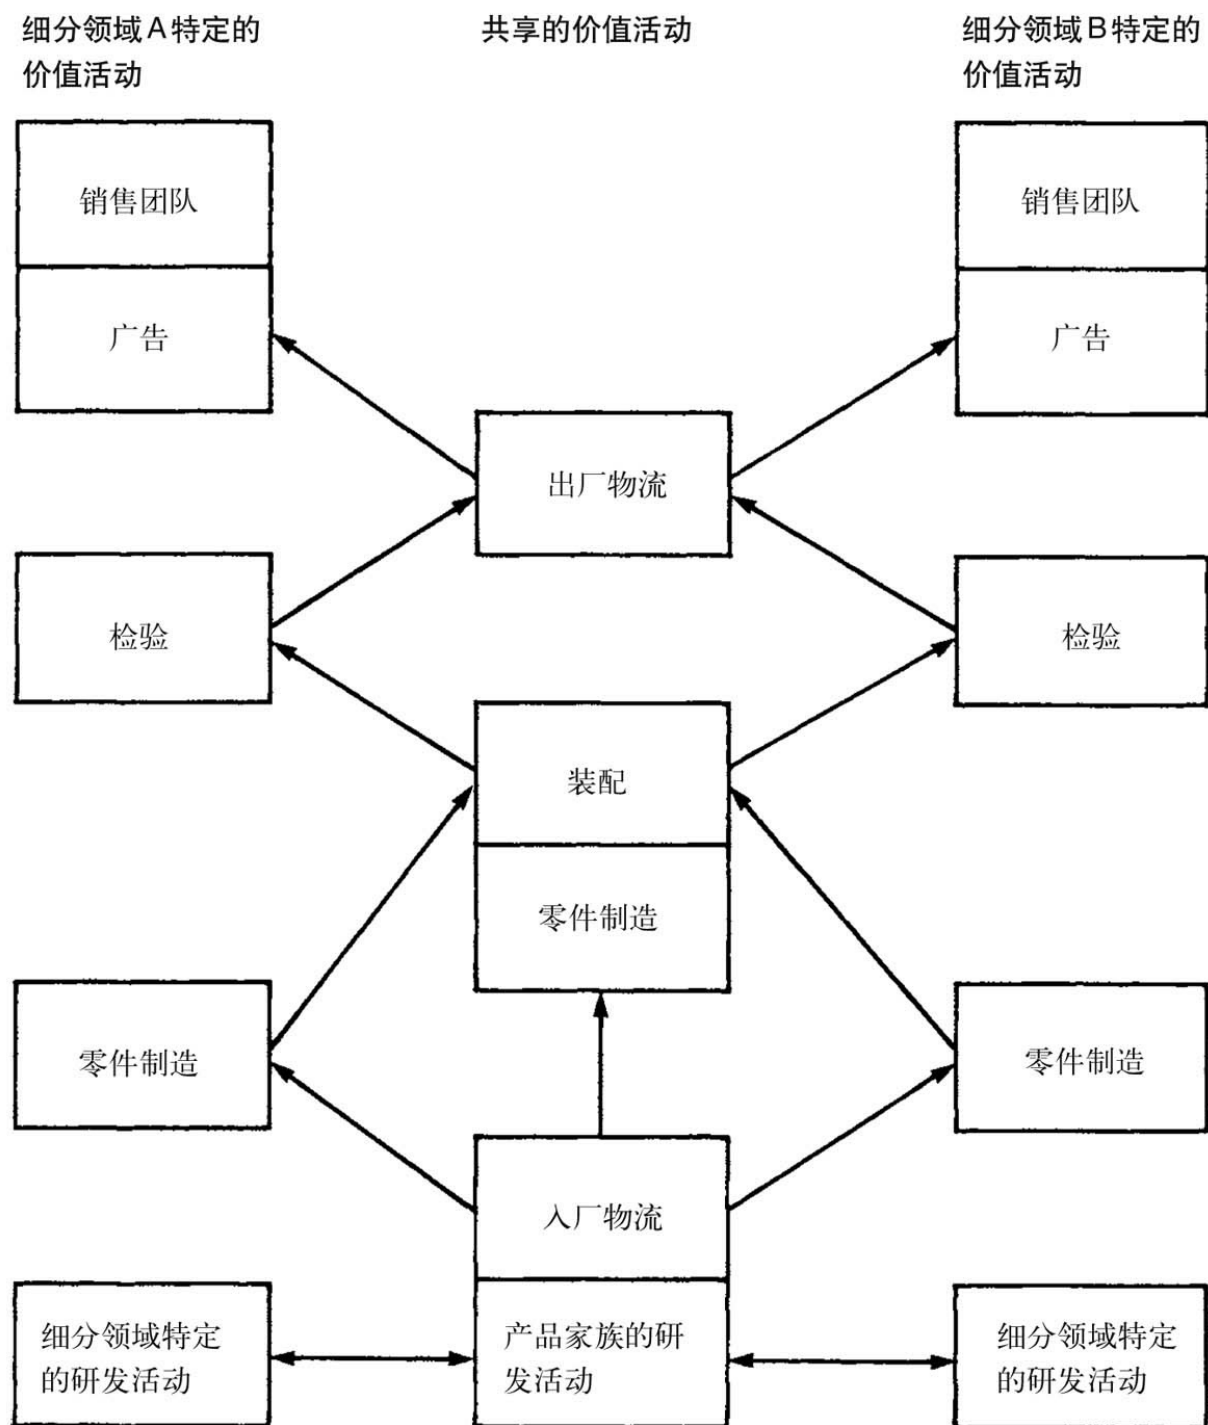 细分领域A特定的
价值活动
共享的价值活动
细分领域B特定的
价值活动
销售团队
销售团队
广告
广告
出厂物流
检验
检验
装配
零件制造
零件制造
零件制造
入厂物流
细分领域特定
的研发活动
产品家族的研
发活动
细分领域特定
的研发活动